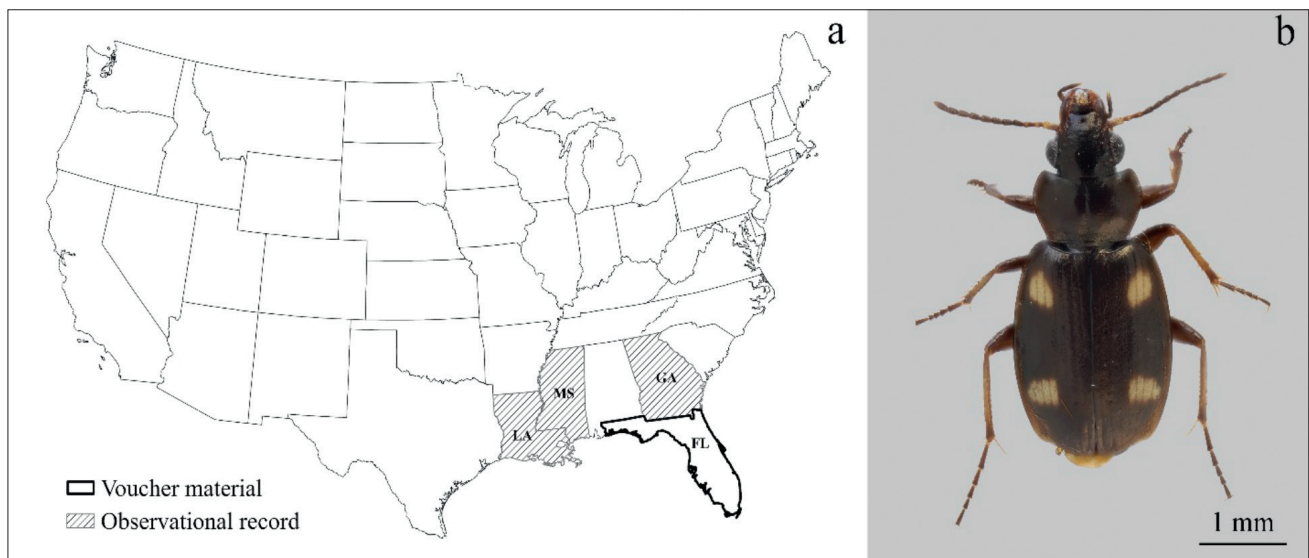 a
MS
GA
LA
FL
Voucher material
Observational record
b
1 mm